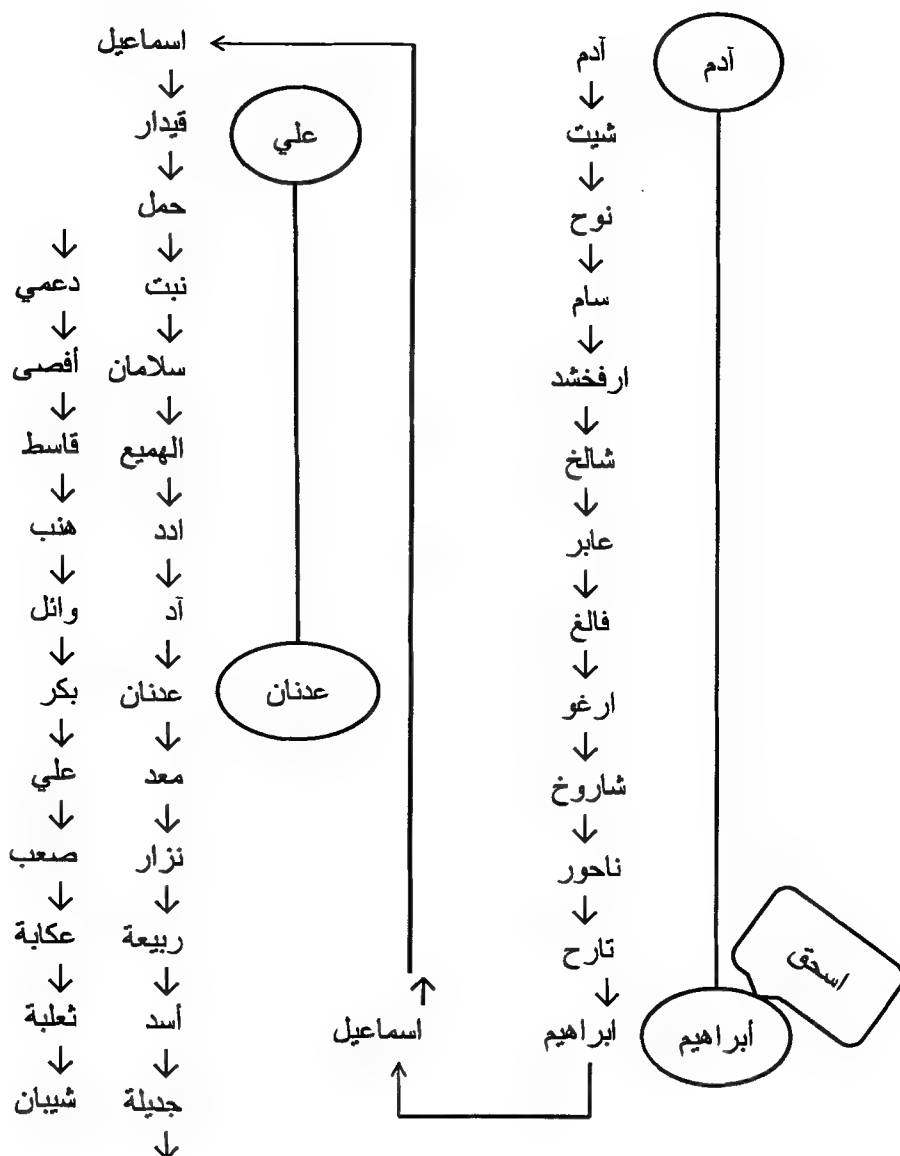 آدم
أبراهيم
اسحق
آدم
شيت
نوح
سام
ارفخشد
شالخ
عابر
فالغ
ارغو
شاروخ
ناحور
تارح
ابراهيم
اسماعيل
علي
عدنان
اسماعيل
قيدار
حمل
نبت
سلامان
الهميع
ادد
آد
عدنان
معد
نزار
ربيعة
أسد
جديلة
دعمي
أفصى
قاسط
هنب
وائل
بكر
علي
صعب
عكابة
ثعلبة
شيبان